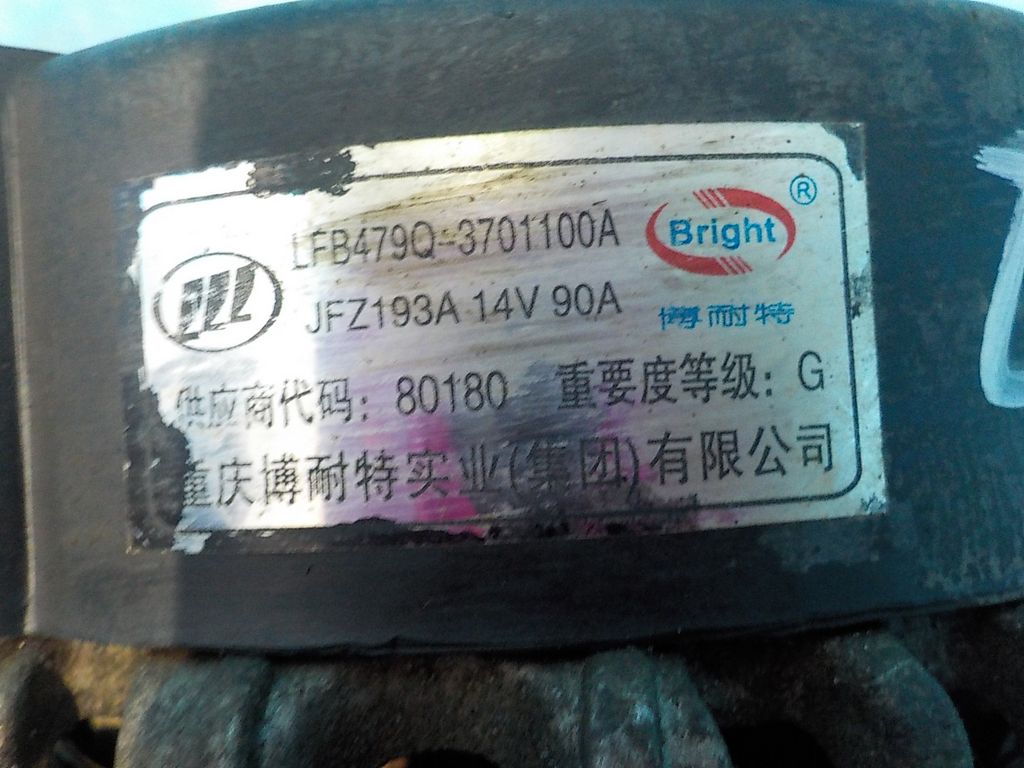 LFB479Q-3701100A
Bright ®
JFZ193A 14V 90A
博耐特
供应商代码: 80180 重要度等级: G
重庆博耐特实业(集团)有限公司